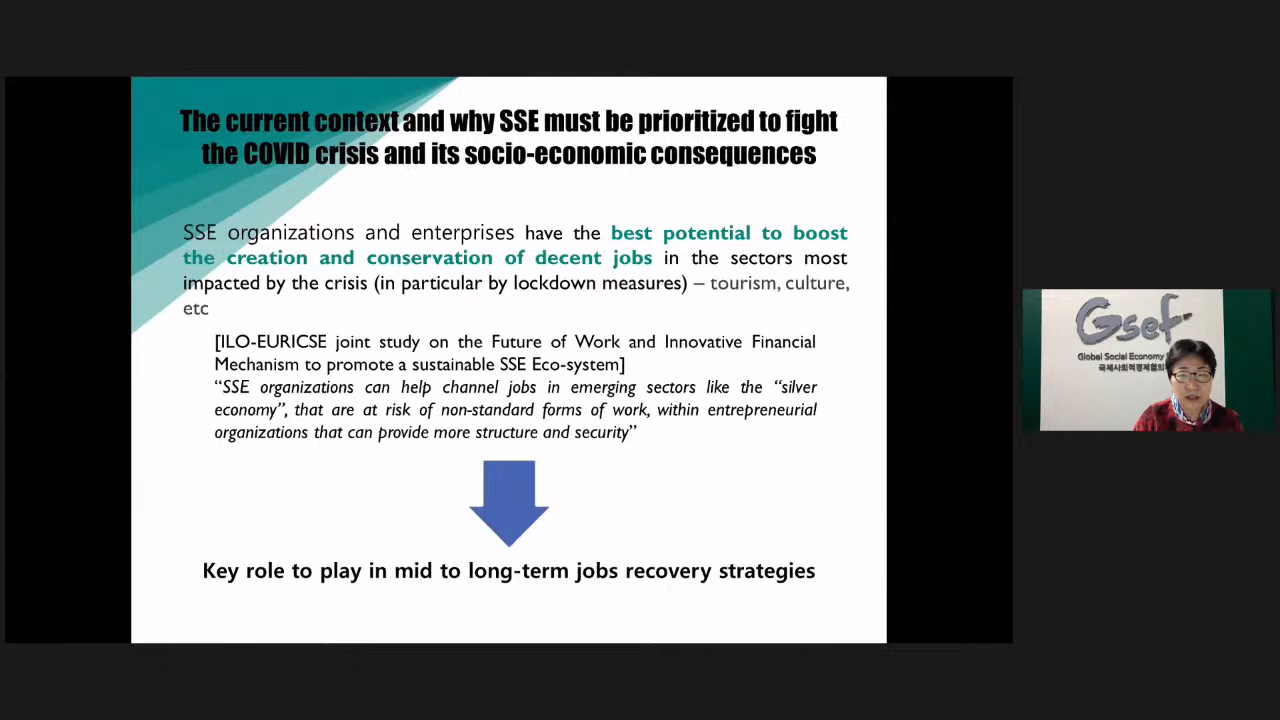 The current context and why SSE must be prioritized to fight
the COVID crisis and its socio-economic consequences
SSE organizations and enterprises have the best potential to boost
the creation and conservation of decent jobs in the sectors most
impacted by the crisis (in particular by lockdown measures) – tourism, culture,
etc
[ILO-EURICSE joint study on the Future of Work and Innovative Financial
Mechanism to promote a sustainable SSE Eco-system]
“SSE organizations can help channel jobs in emerging sectors like the “silver
economy”, that are at risk of non-standard forms of work, within entrepreneurial
organizations that can provide more structure and security”
Key role to play in mid to long-term jobs recovery strategies
Gsef
Global Social Economy
국제사회적경제협의